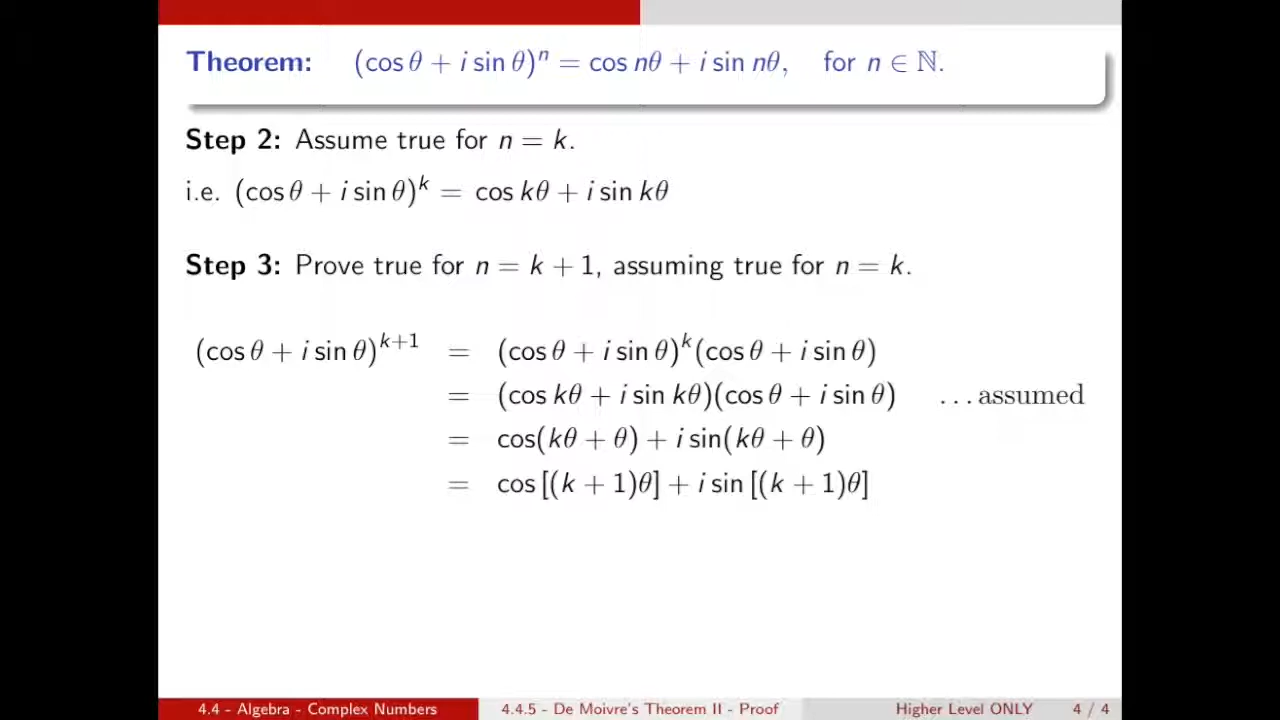 Theorem: (cos θ + i sin θ)ⁿ = cos nθ + i sin nθ, for n ∈ ℕ.
Step 2: Assume true for n = k.
i.e. (cos θ + i sin θ)ᵏ = cos kθ + i sin kθ
Step 3: Prove true for n = k + 1, assuming true for n = k.
(cos θ + i sin θ)ᵏ⁺¹ = (cos θ + i sin θ)ᵏ(cos θ + i sin θ)
= (cos kθ + i sin kθ)(cos θ + i sin θ) ...assumed
= cos(kθ + θ) + i sin(kθ + θ)
= cos [(k + 1)θ] + i sin [(k + 1)θ]
4.4 - Algebra - Complex Numbers 4.4.5 - De Moivre's Theorem II - Proof Higher Level ONLY 4 / 4